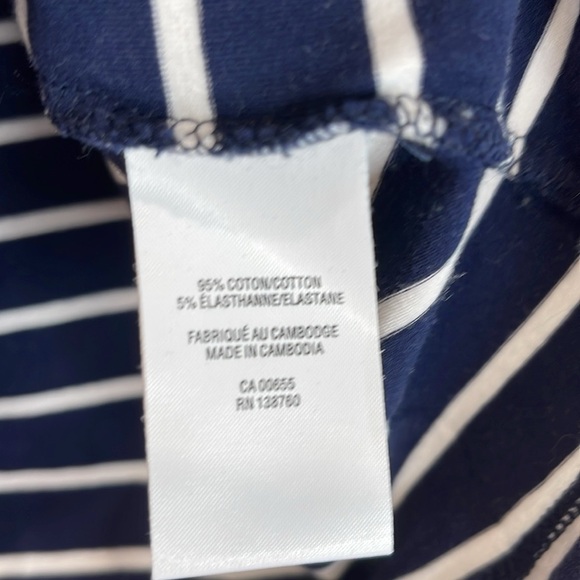 95% COTON/COTTON
5% ÉLASTHANNE/ELASTANE
FABRIQUÉ AU CAMBODGE
MADE IN CAMBODIA
CA 00655
RN 138760